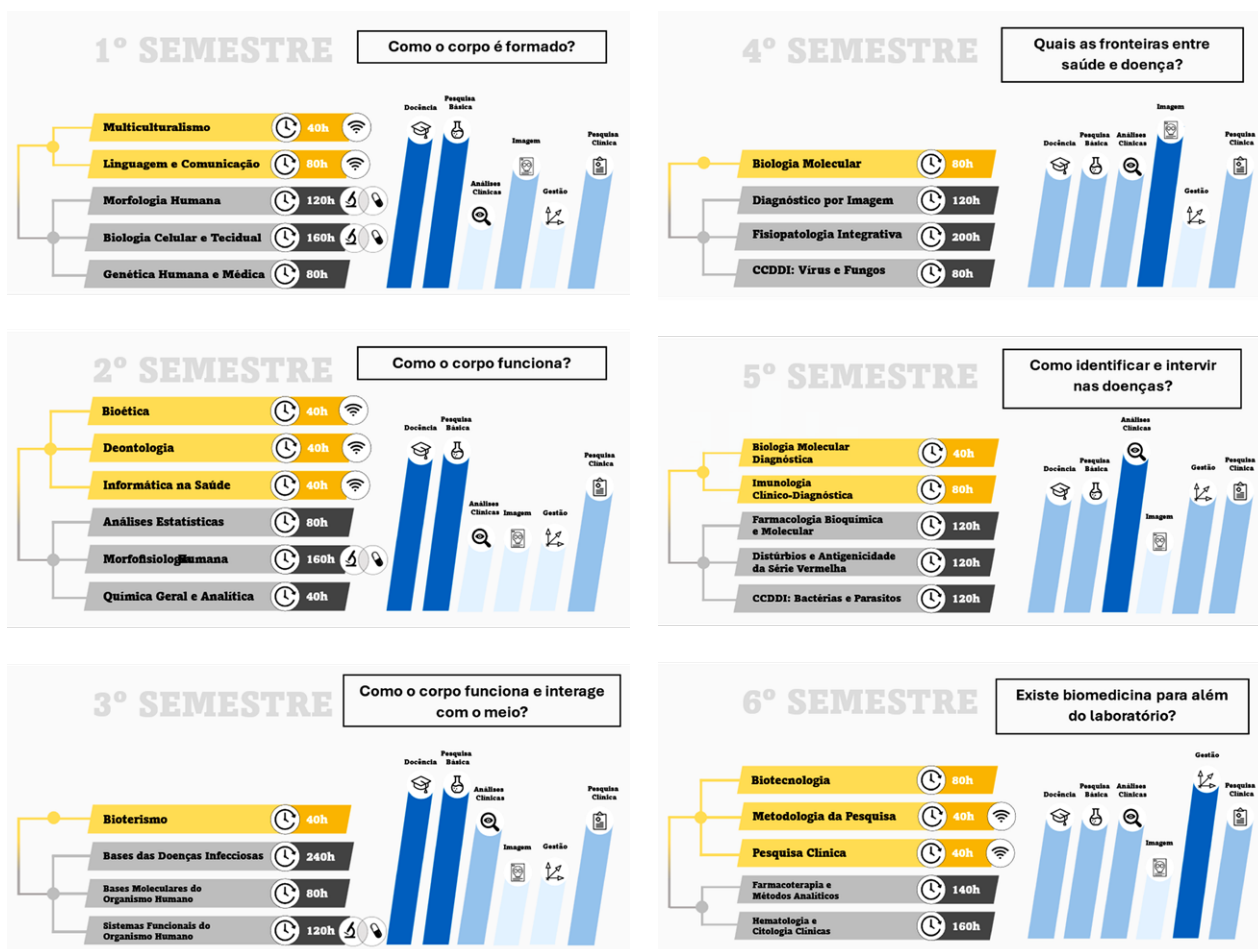 1º SEMESTRE
Como o corpo é formado?
Docência
Pesquisa
Básica
Análises
Clínicas
Imagem
Gestão
Pesquisa
Clínica
Multiculturalismo 40h
Linguagem e Comunicação 80h
Morfologia Humana 120h
Biologia Celular e Tecidual 160h
Genética Humana e Médica 80h
2º SEMESTRE
Como o corpo funciona?
Docência
Pesquisa
Básica
Análises
Clínicas
Imagem
Gestão
Pesquisa
Clínica
Bioética 40h
Deontologia 40h
Informática na Saúde 40h
Análises Estatísticas 80h
160h
Química Geral e Analítica 40h
3º SEMESTRE
Como o corpo funciona e interage
com o meio?
Docência
Pesquisa
Básica
Análises
Clínicas
Imagem
Gestão
Pesquisa
Clínica
Bioterismo 40h
Bases das Doenças Infecciosas 240h
Bases Moleculares do
Organismo Humano 80h
Sistemas Funcionais do
Organismo Humano 120h
4º SEMESTRE
Quais as fronteiras entre
saúde e doença?
Docência
Pesquisa
Básica
Análises
Clínicas
Imagem
Gestão
Pesquisa
Clínica
Biologia Molecular 80h
Diagnóstico por Imagem 120h
Fisiopatologia Integrativa 200h
CCDDI: Vírus e Fungos 80h
5º SEMESTRE
Como identificar e intervir
nas doenças?
Docência
Pesquisa
Básica
Análises
Clínicas
Imagem
Gestão
Pesquisa
Clínica
Biologia Molecular
Diagnóstica 40h
Imunologia
Clínico-Diagnóstica 80h
Farmacologia Bioquímica
e Molecular 120h
Distúrbios e Antigenicidade
da Série Vermelha 120h
CCDDI: Bactérias e Parasitos 120h
6º SEMESTRE
Existe biomedicina para além
do laboratório?
Docência
Pesquisa
Básica
Análises
Clínicas
Imagem
Gestão
Pesquisa
Clínica
Biotecnologia 80h
Metodologia da Pesquisa 40h
Pesquisa Clínica 40h
Farmacoterapia e
Métodos Analíticos 140h
Hematologia e
Citologia Clínicas 160h